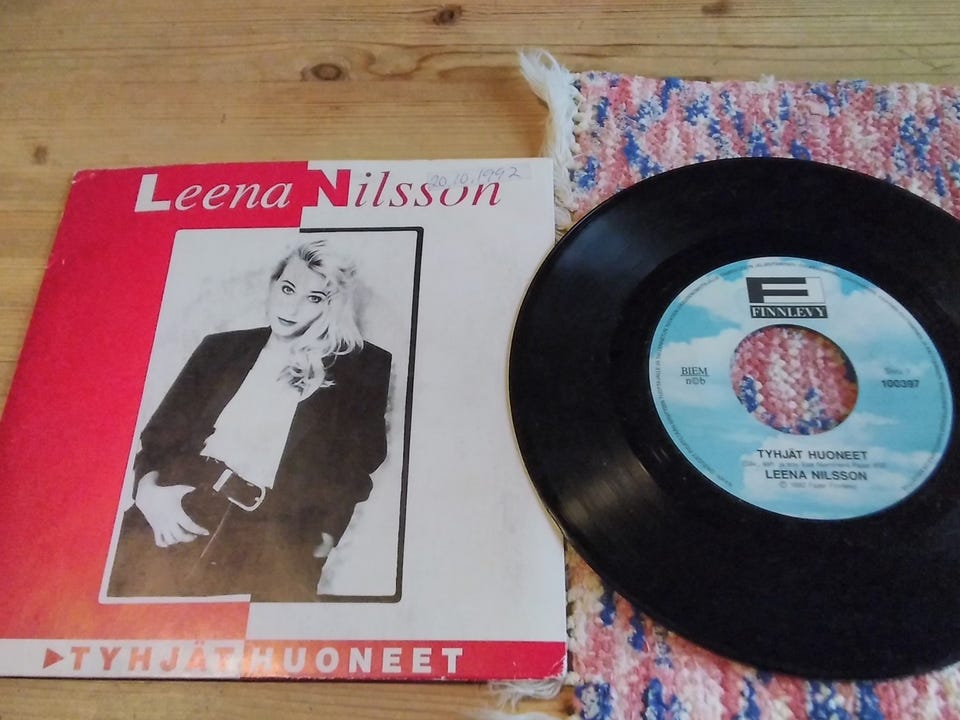 Leena Nilsson
20.10.1992
TYHJÄT HUONEET
F
FINNLEVY
BIEM
n©b
100397
TYHJÄT HUONEET
LEENA NILSSON